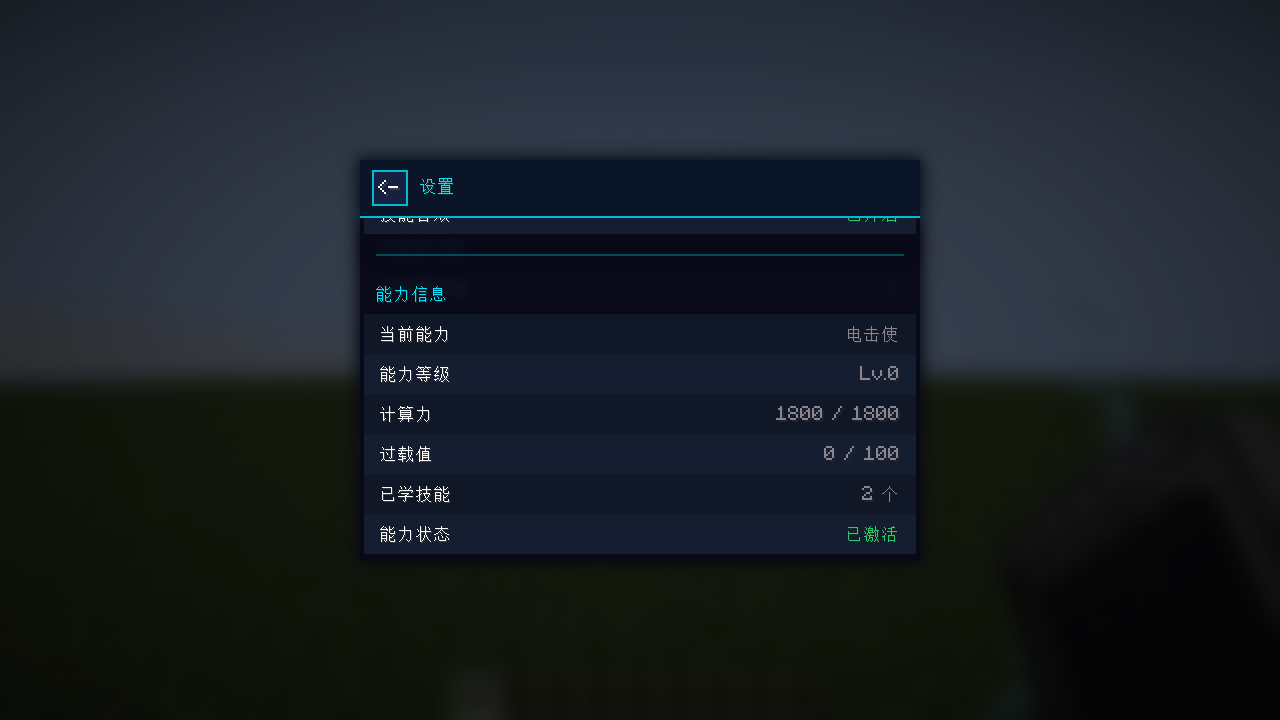 设置
能力信息
当前能力 电击使
能力等级 Lv.0
计算力 1800 / 1800
过载值 0 / 100
已学技能 2 个
能力状态 已激活